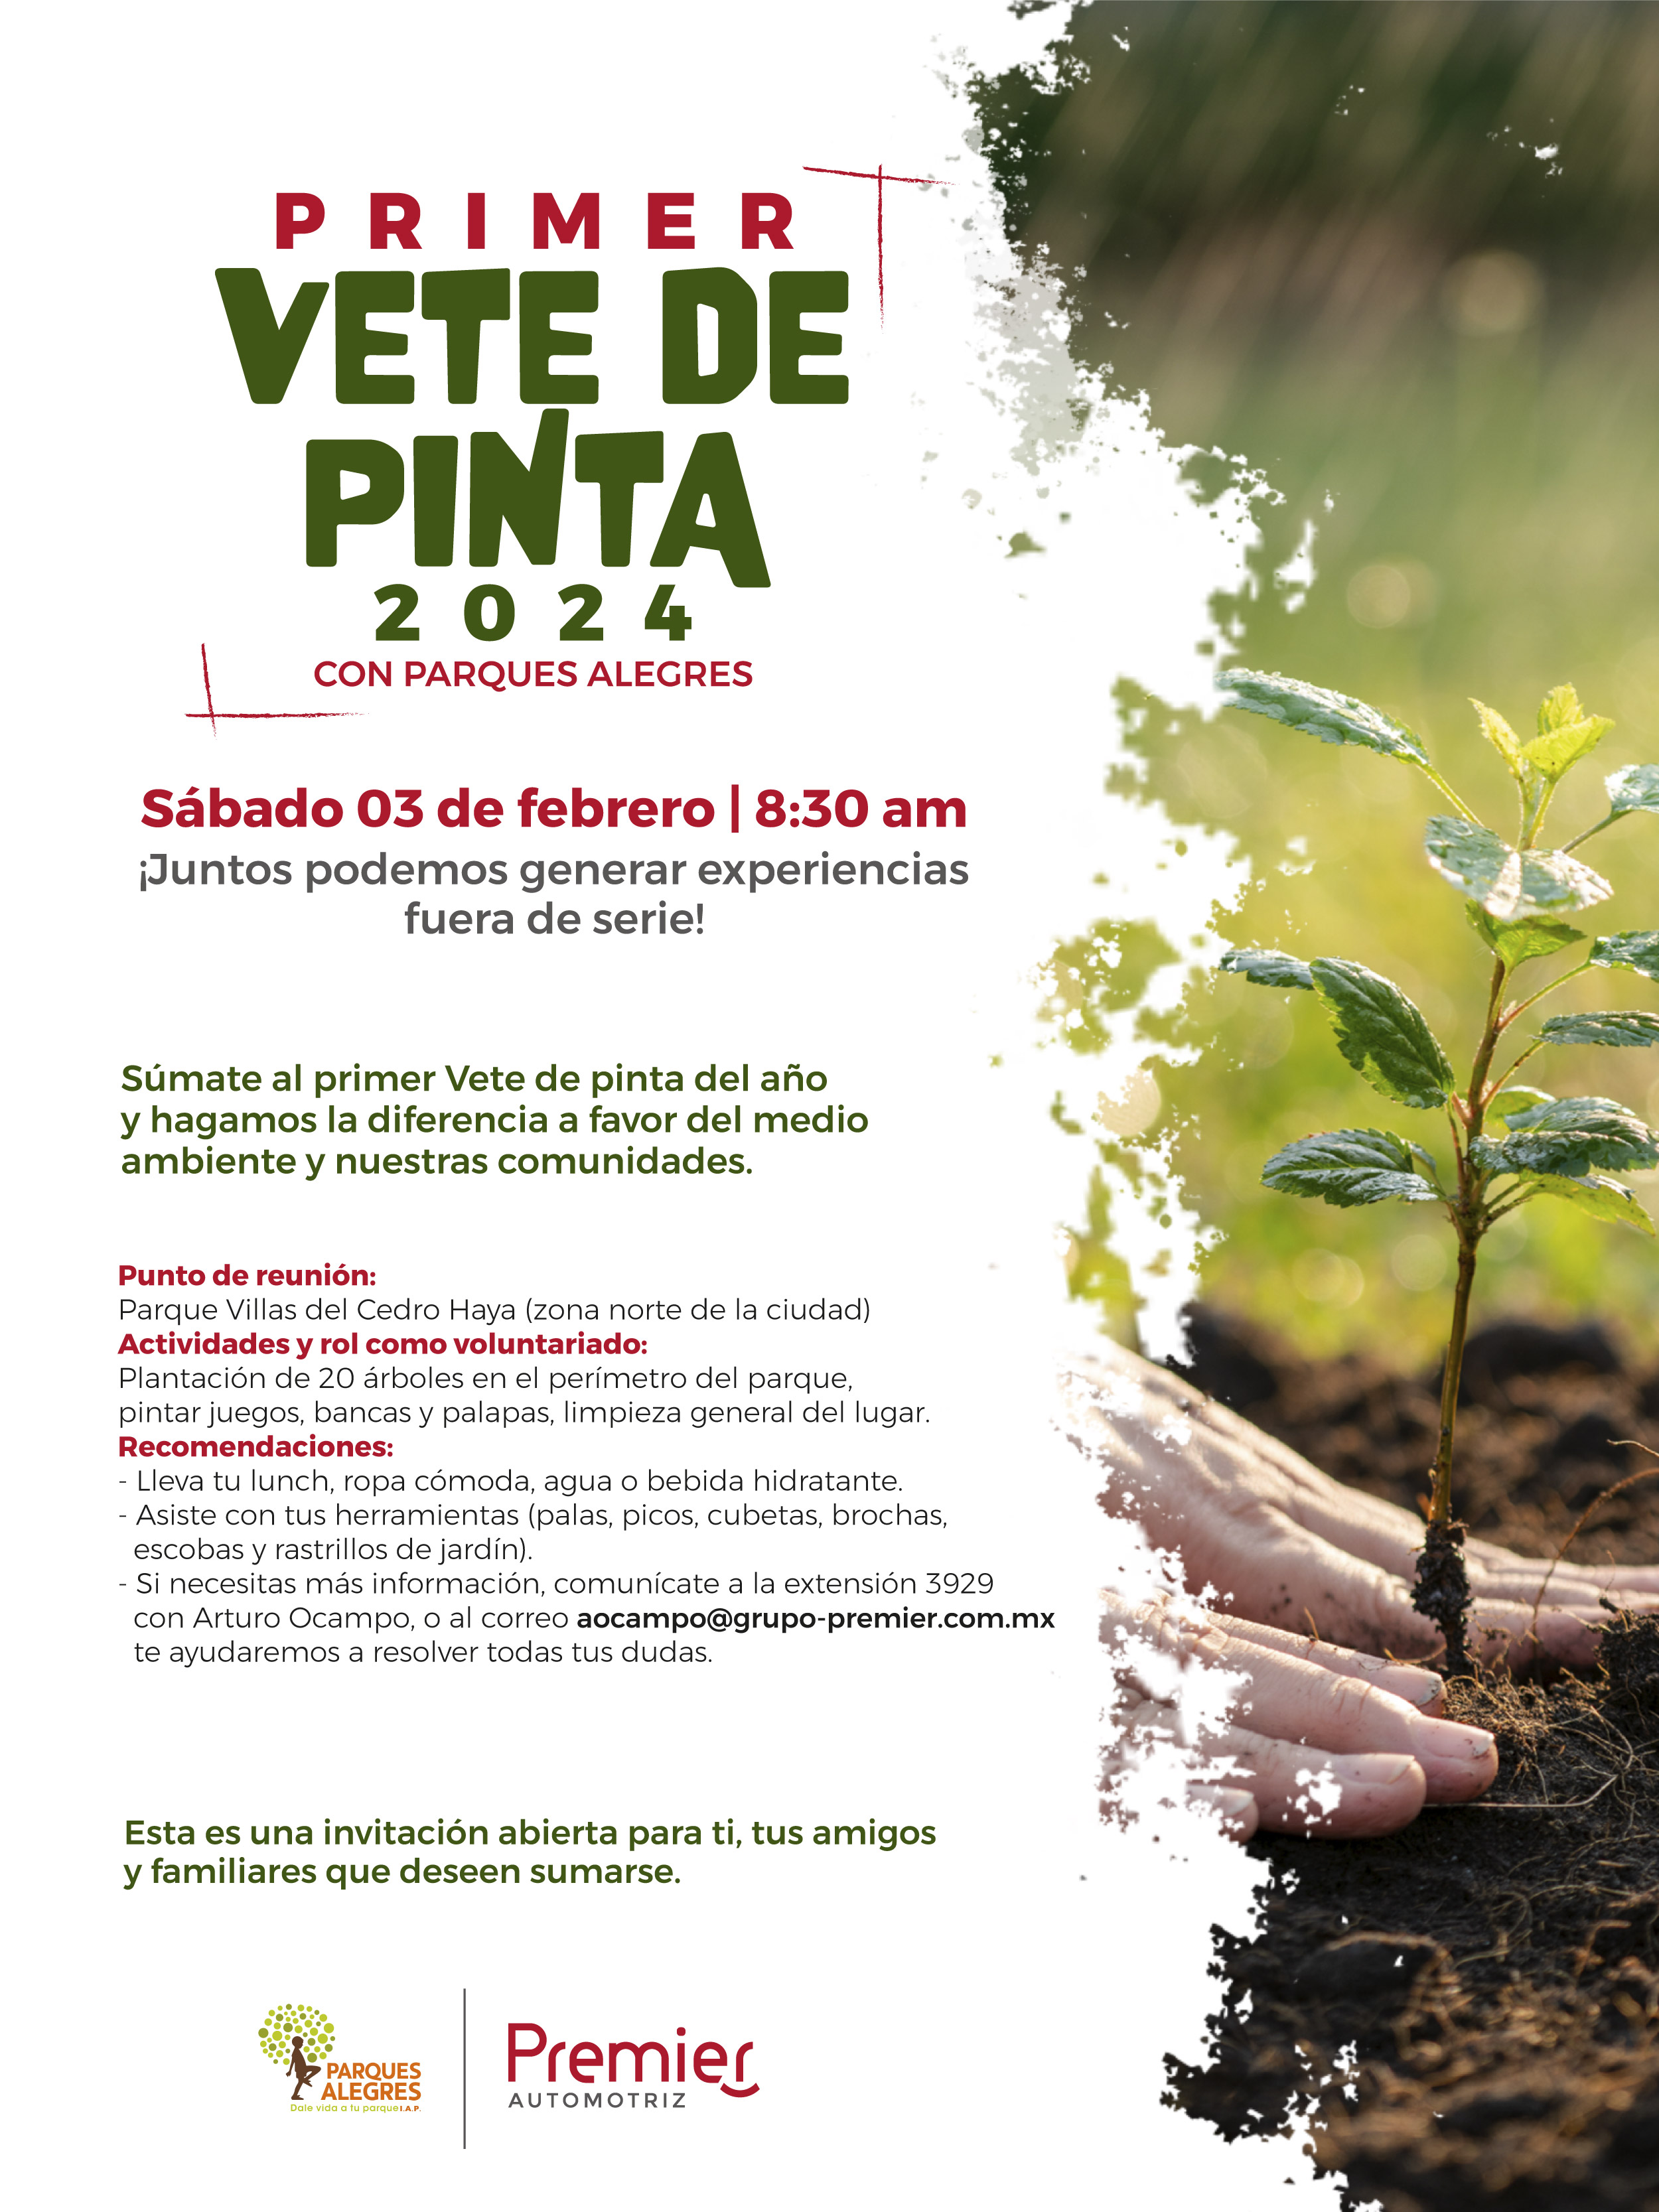 PRIMER
VETE DE
PINTA
2024
CON PARQUES ALEGRES
Sábado 03 de febrero | 8:30 am
¡Juntos podemos generar experiencias
fuera de serie!
Súmate al primer Vete de pinta del año
y hagamos la diferencia a favor del medio
ambiente y nuestras comunidades.
Punto de reunión:
Parque Villas del Cedro Haya (zona norte de la ciudad)
Actividades y rol como voluntariado:
Plantación de 20 árboles en el perímetro del parque,
pintar juegos, bancas y palapas, limpieza general del lugar.
Recomendaciones:
- Lleva tu lunch, ropa cómoda, agua o bebida hidratante.
- Asiste con tus herramientas (palas, picos, cubetas, brochas,
escobas y rastrillos de jardín).
- Si necesitas más información, comunícate a la extensión 3929
con Arturo Ocampo, o al correo aocampo@grupo-premier.com.mx
te ayudaremos a resolver todas tus dudas.
Esta es una invitación abierta para ti, tus amigos
y familiares que deseen sumarse.
PARQUES
ALEGRES
Dale vida a tu parque I.A.P.
Premier
AUTOMOTRIZ